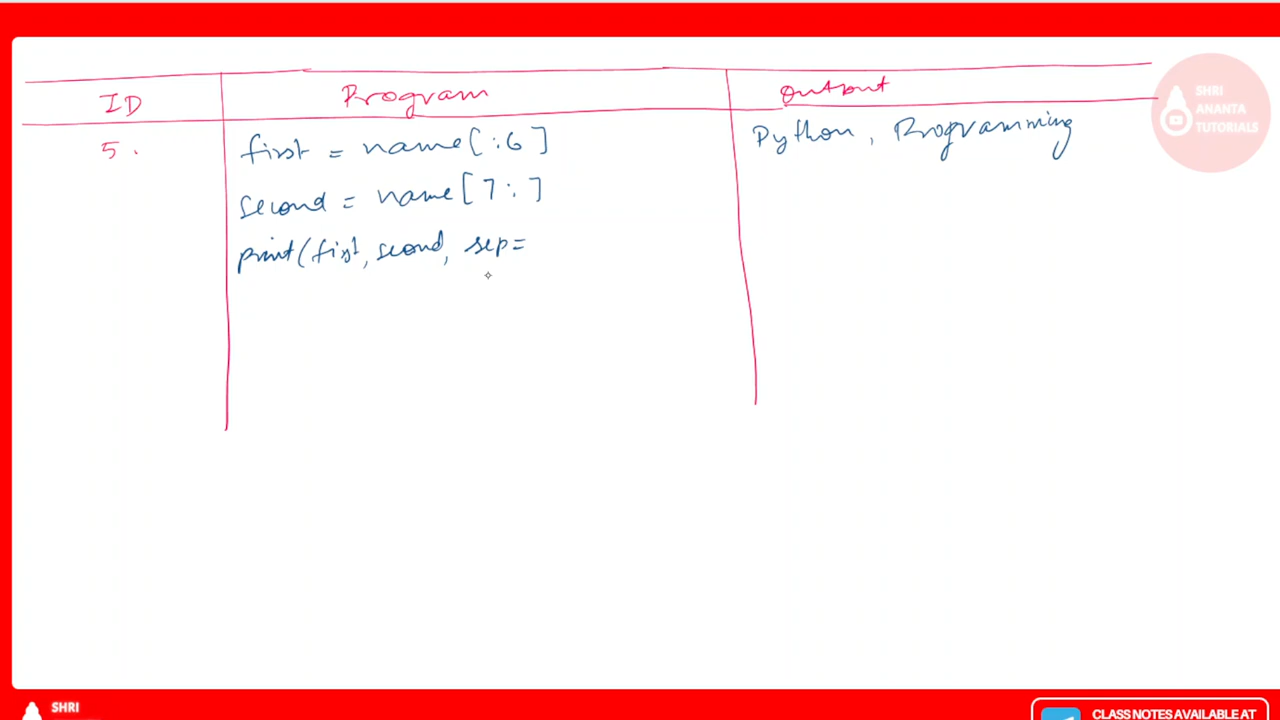 ID Program Output
5. first = name[:6] Python, Programming
second = name[7:]
print(first, second, sep=
SHRI
ANANTA
TUTORIALS
SHRI
CLASS NOTES AVAILABLE AT